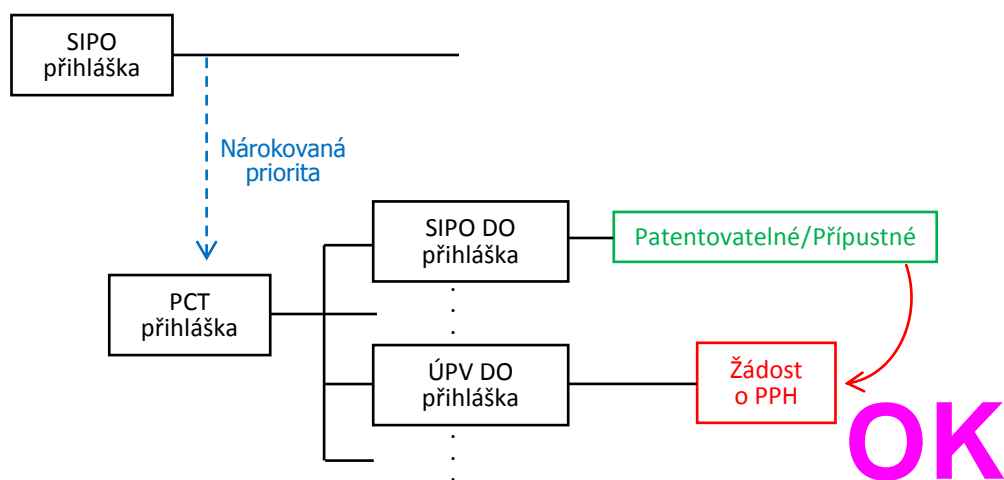 SIPO
přihláška
Nárokovaná
priorita
SIPO DO
přihláška
Patentovatelné/Přípustné
PCT
přihláška
ÚPV DO
přihláška
Žádost
o PPH
OK